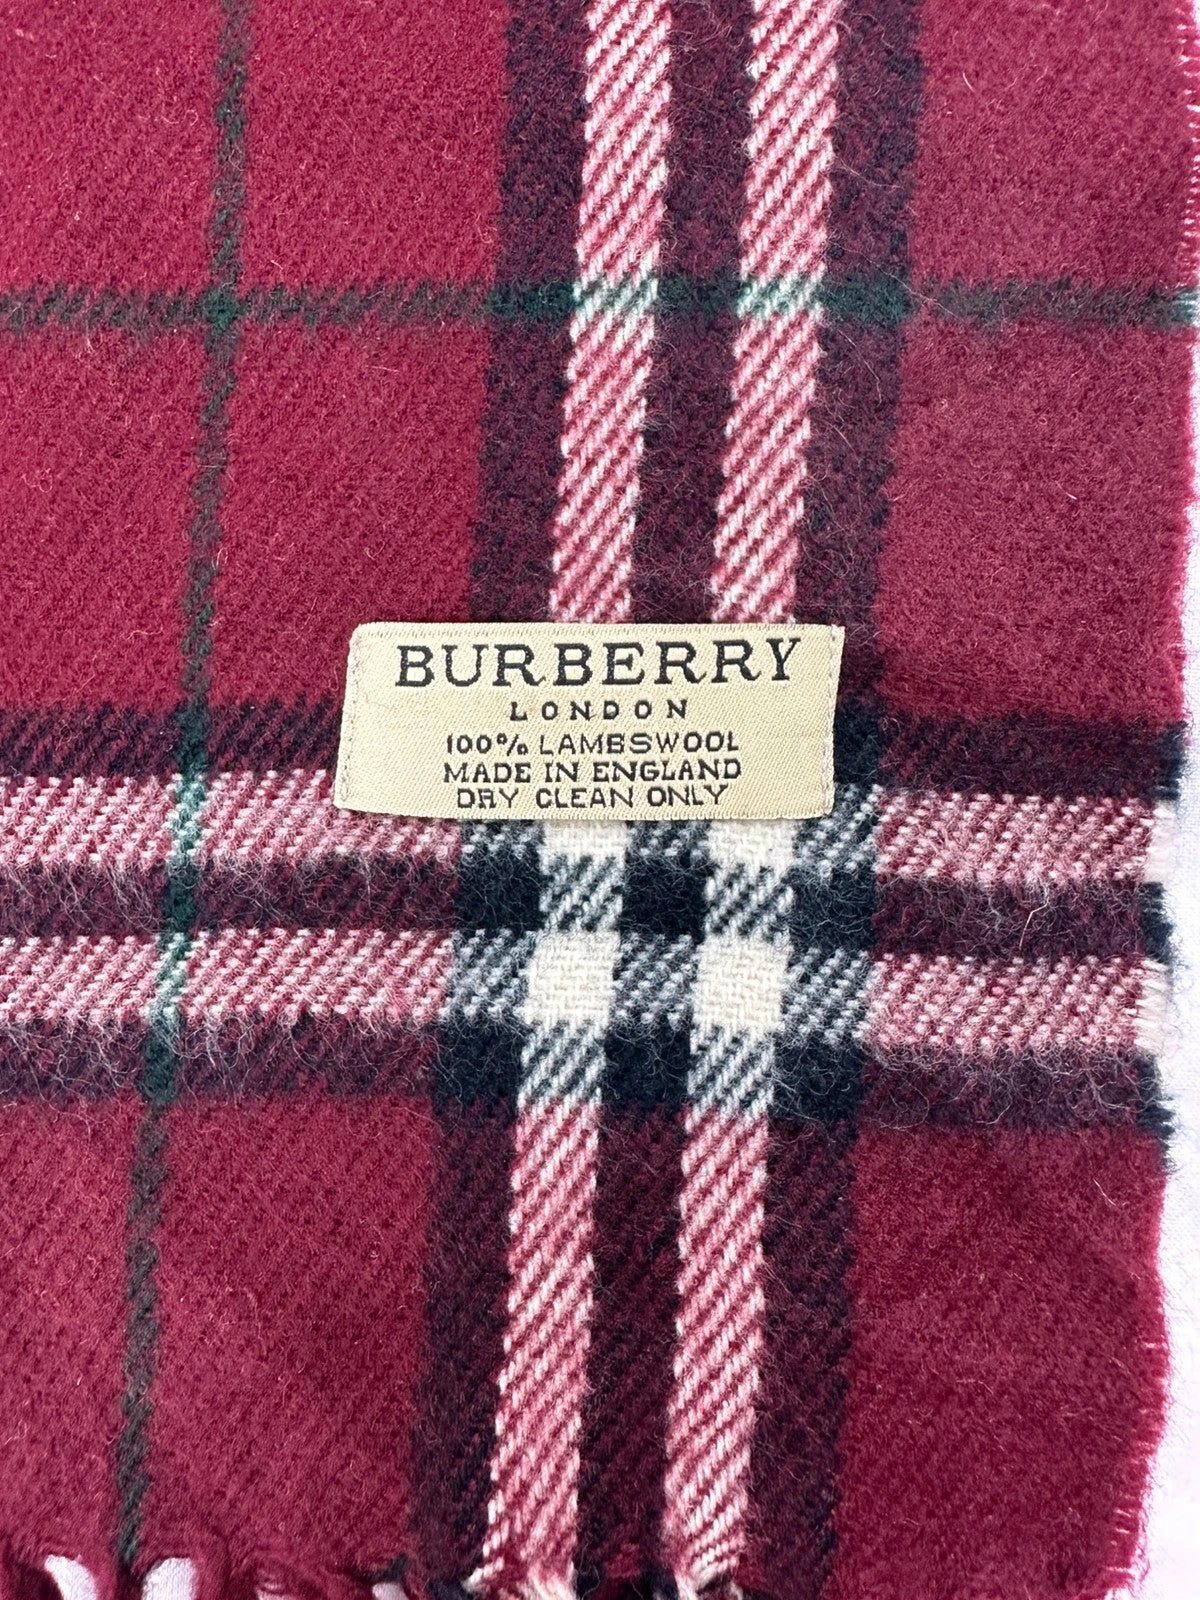 BURBERRY
LONDON
100% LAMBSWOOL
MADE IN ENGLAND
DRY CLEAN ONLY